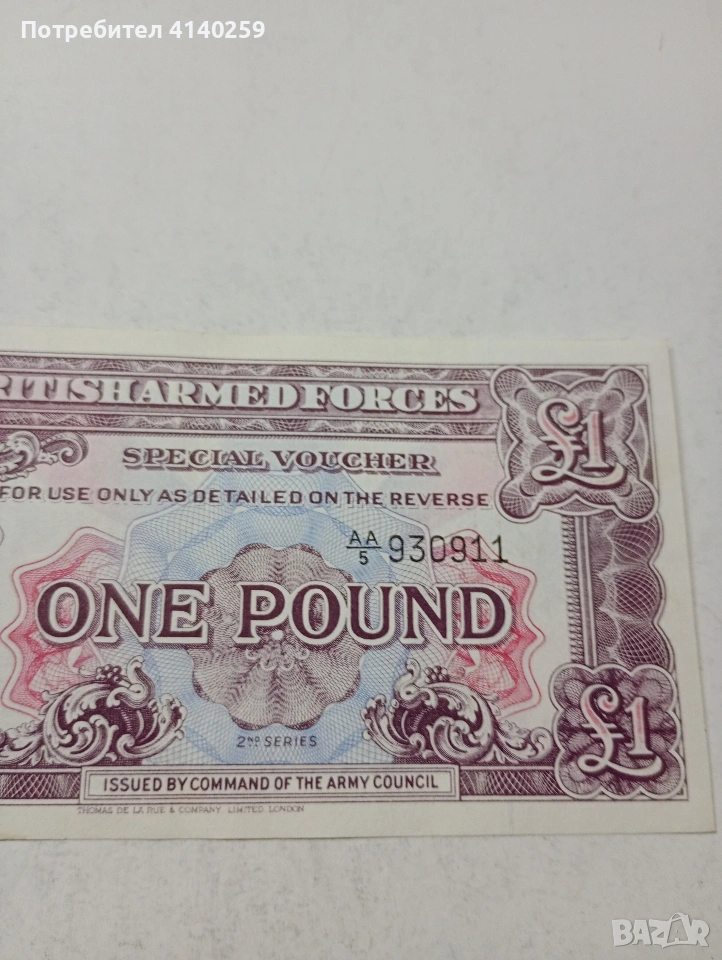 Потребител 4140259
RITISH ARMED FORCES
£1
SPECIAL VOUCHER
FOR USE ONLY AS DETAILED ON THE REVERSE
AA/5 930911
ONE POUND
£1
2ND SERIES
ISSUED BY COMMAND OF THE ARMY COUNCIL
THOMAS DE LA RUE & COMPANY, LIMITED, LONDON
BAZAR